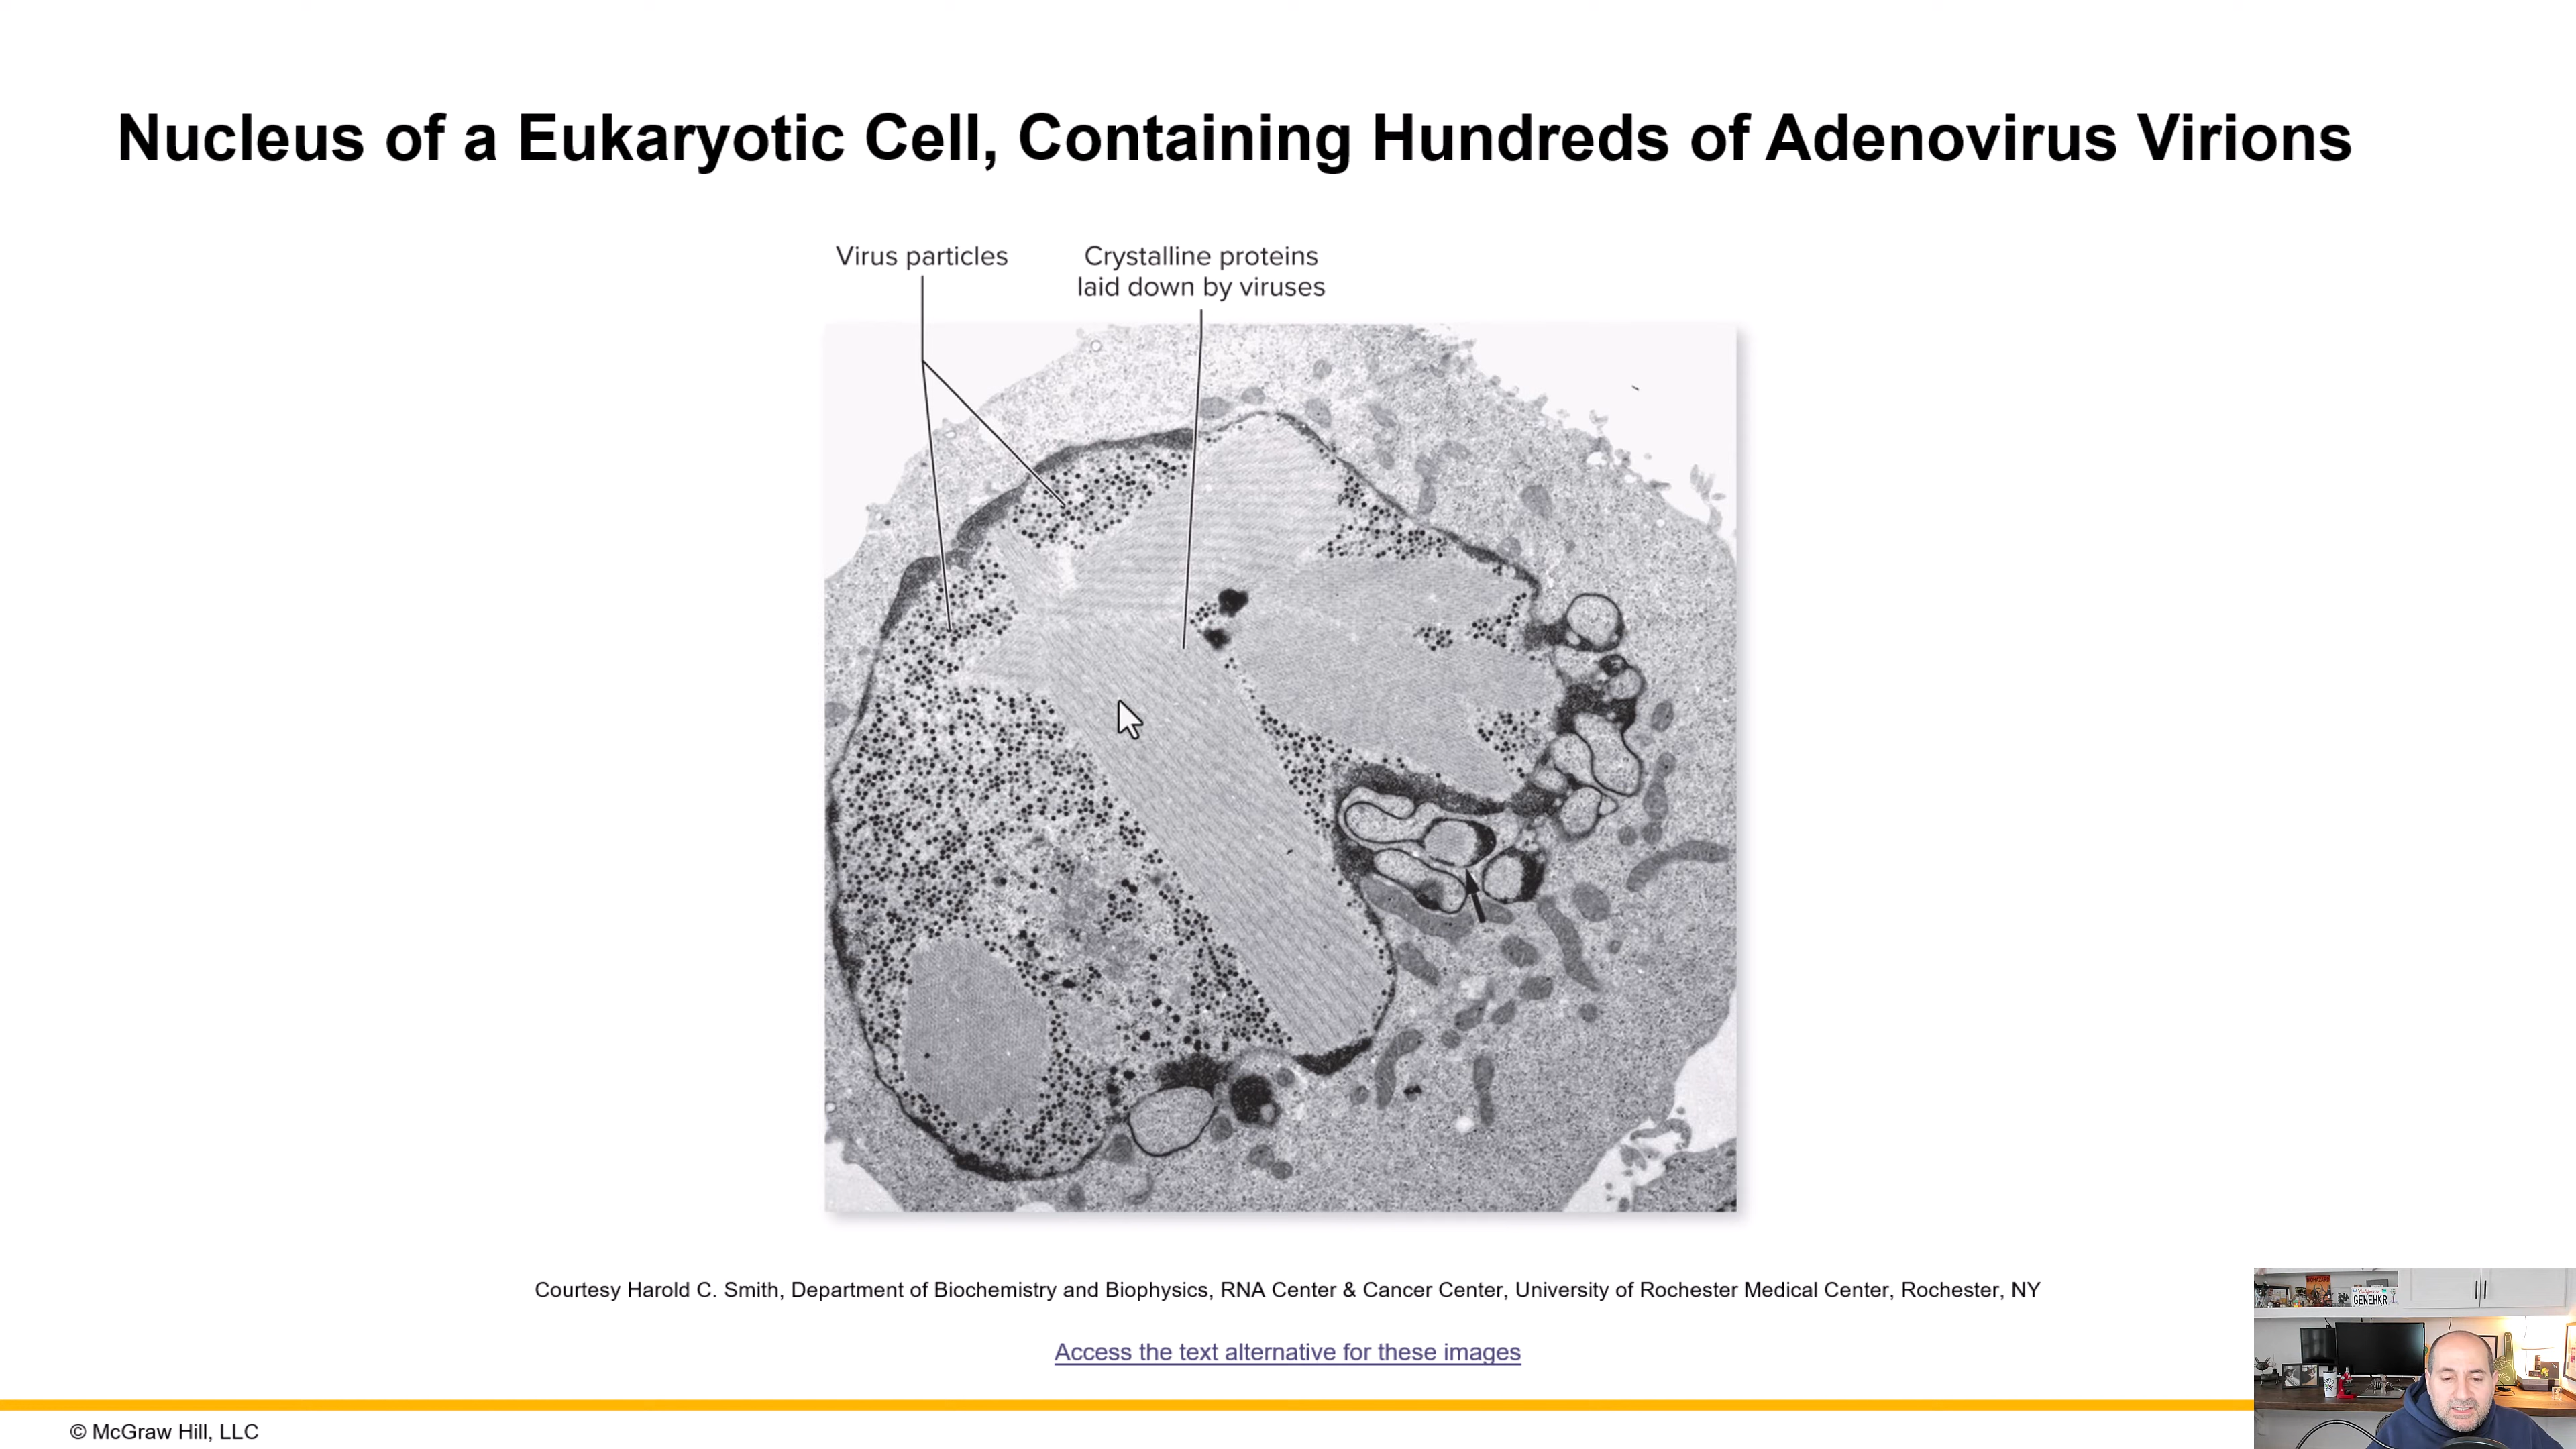 Nucleus of a Eukaryotic Cell, Containing Hundreds of Adenovirus Virions
Virus particles
Crystalline proteins
laid down by viruses
Courtesy Harold C. Smith, Department of Biochemistry and Biophysics, RNA Center & Cancer Center, University of Rochester Medical Center, Rochester, NY
Access the text alternative for these images
GENEHKR
© McGraw Hill, LLC